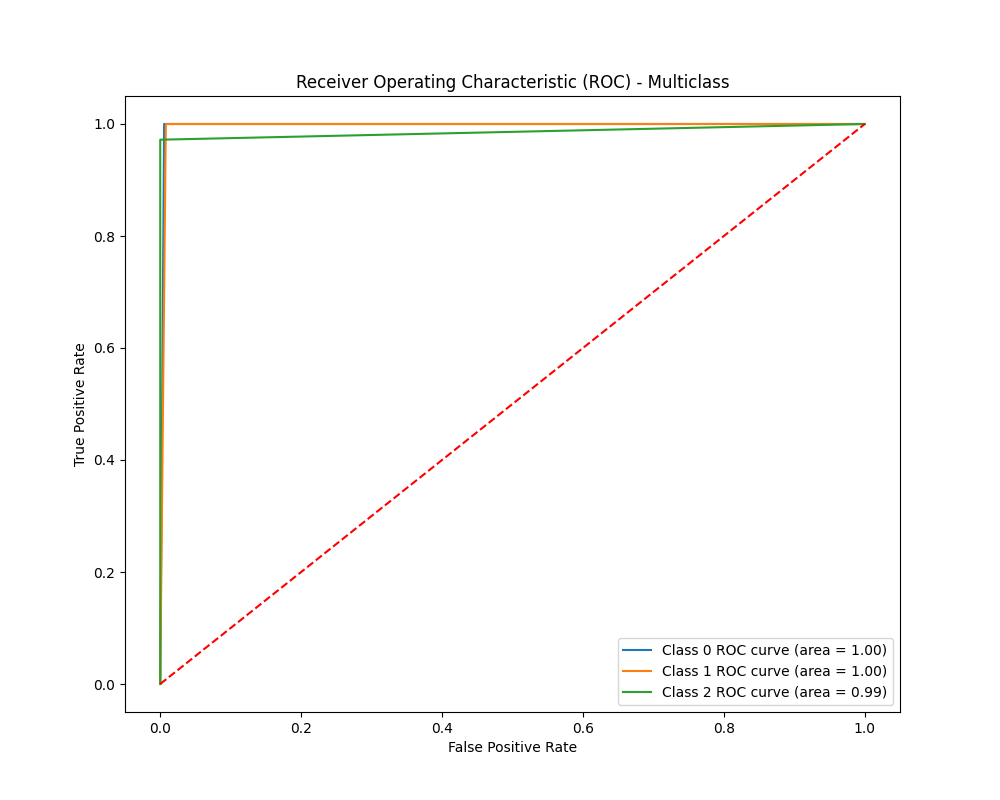 Receiver Operating Characteristic (ROC) - Multiclass
1.0
0.8
0.6
0.4
0.2
0.0
True Positive Rate
Class 0 ROC curve (area = 1.00)
Class 1 ROC curve (area = 1.00)
Class 2 ROC curve (area = 0.99)
0.0 0.2 0.4 0.6 0.8 1.0
False Positive Rate